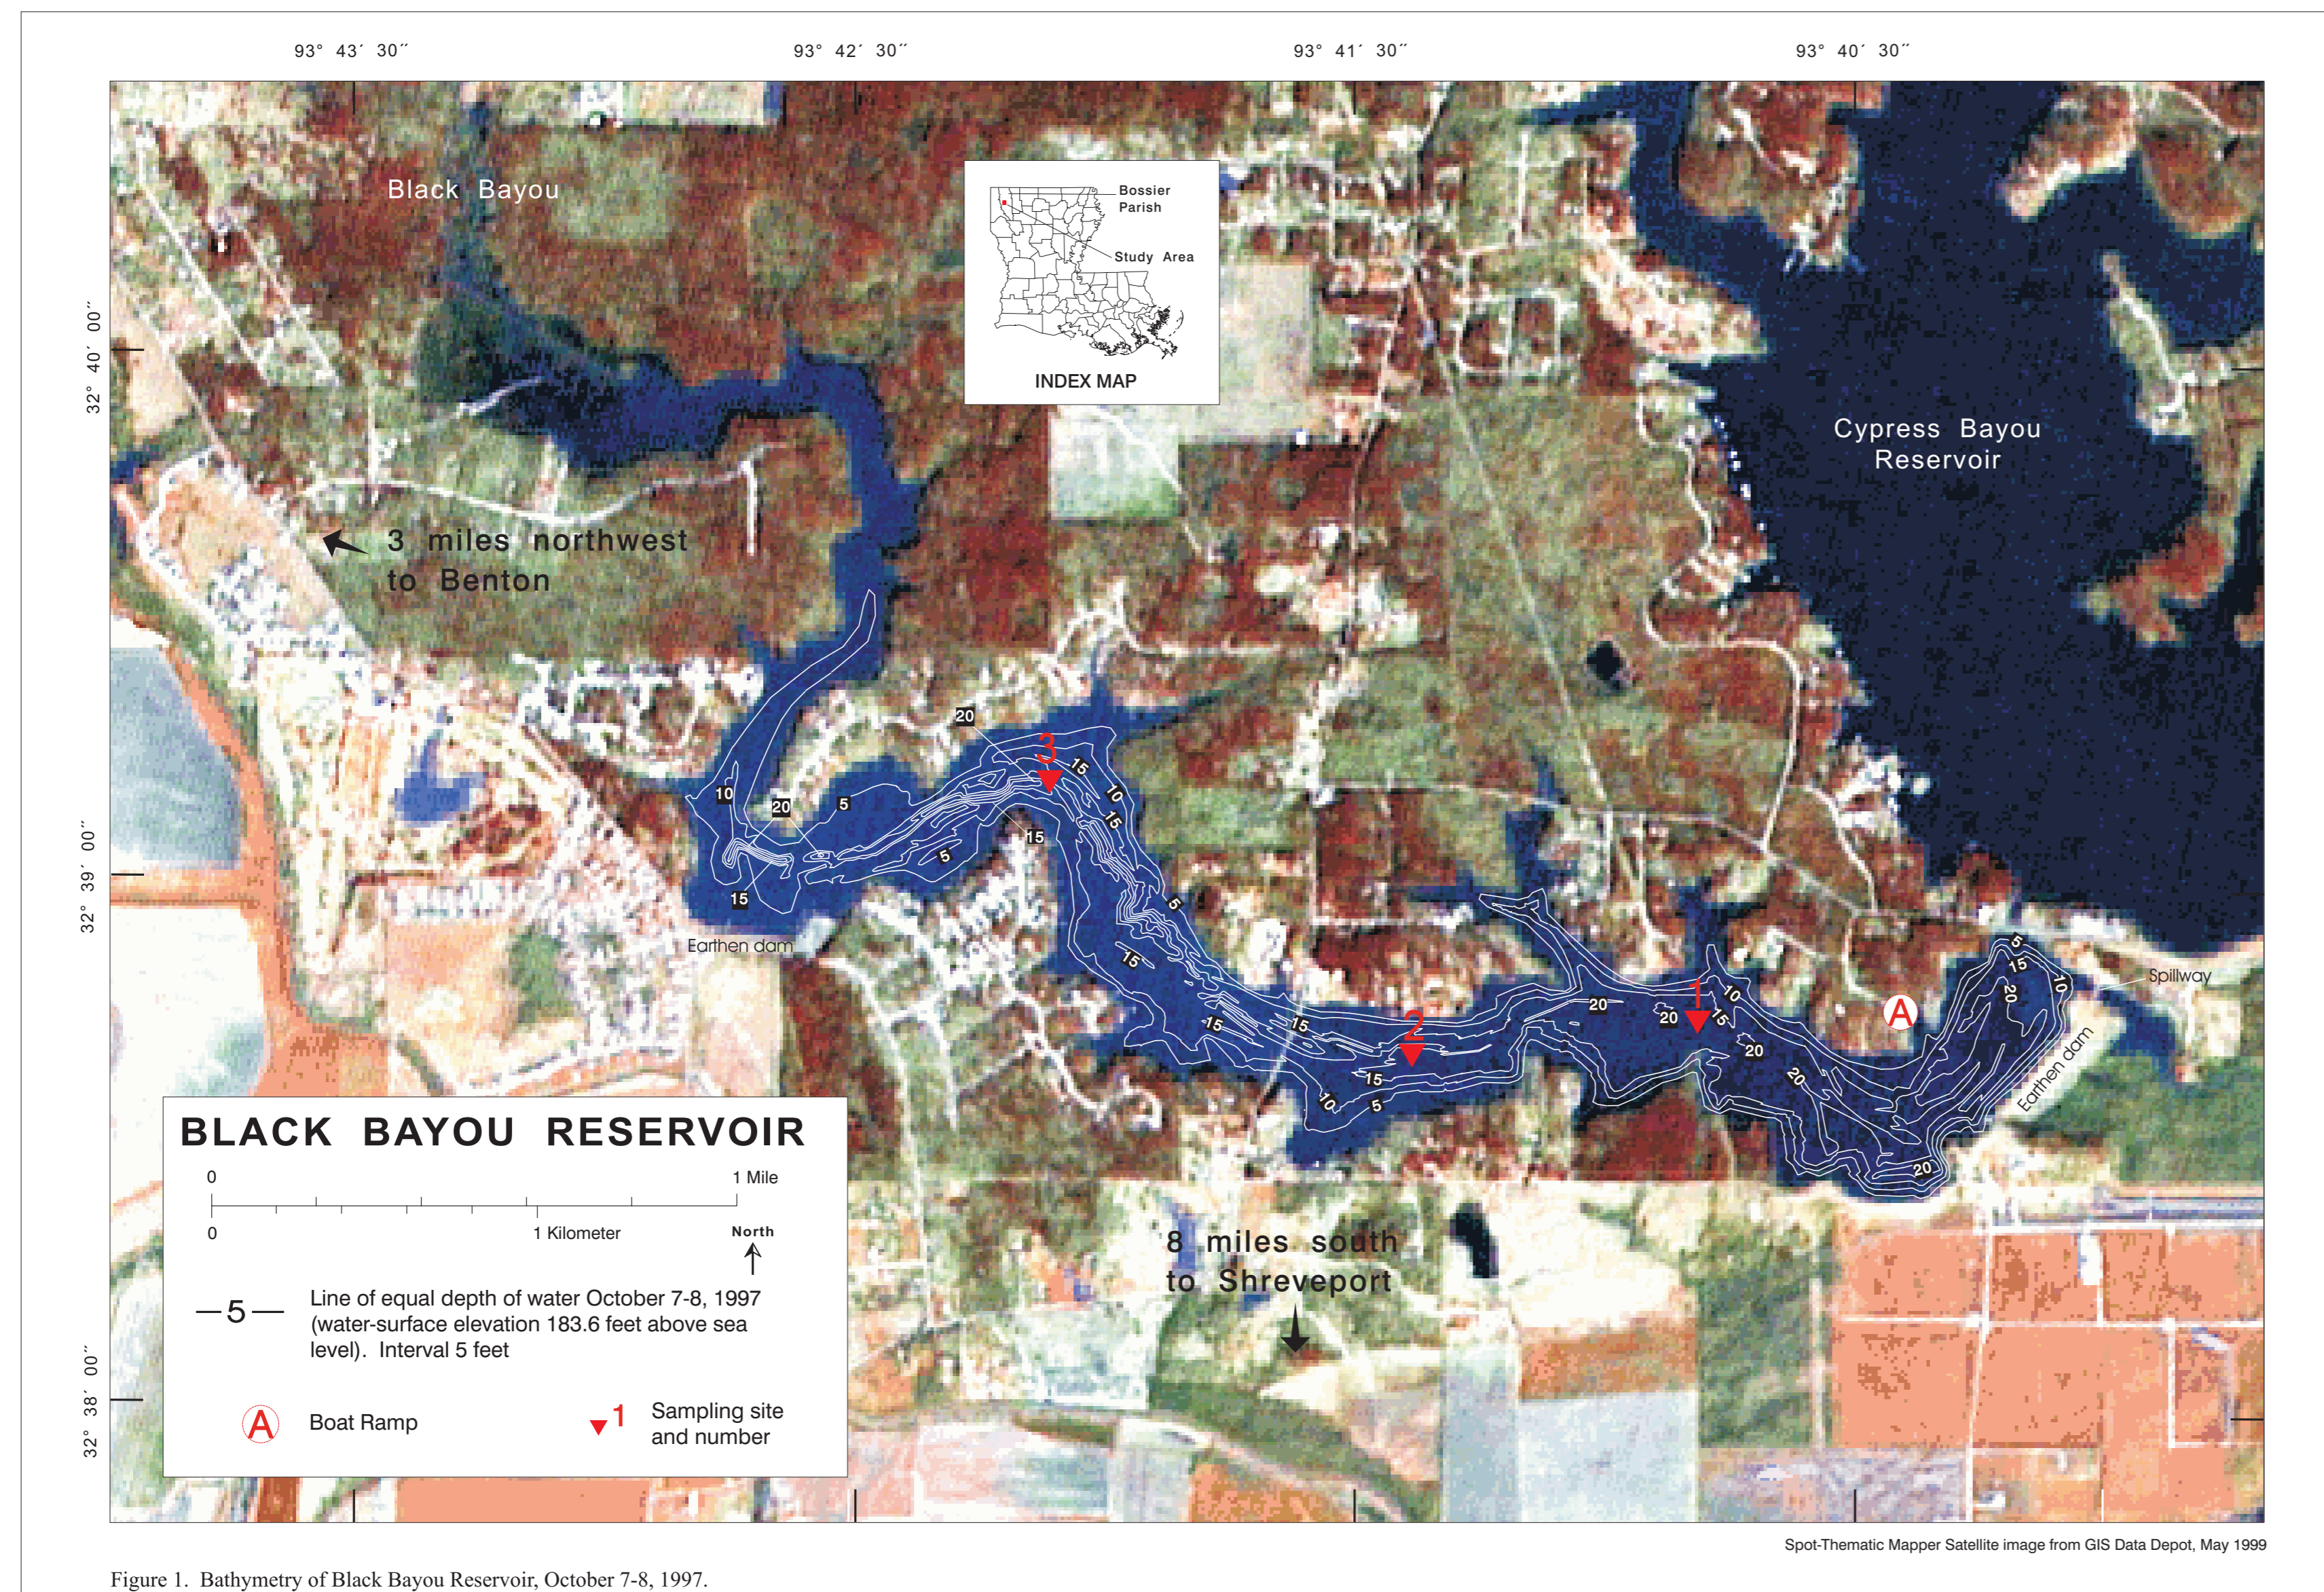 93° 43´ 30˝
93° 42´ 30˝
93° 41´ 30˝
93° 40´ 30˝
32° 40´ 00˝
32° 39´ 00˝
32° 38´ 00˝
Black Bayou
Bossier
Parish
Study Area
INDEX MAP
Cypress Bayou
Reservoir
3 miles northwest
to Benton
20
3
15
10
10
20
5
15
15
5
15
5
Earthen dam
15
15
15
2
15
10
5
20
20
1
10
15
20
20
A
5
15
20
10
20
Spillway
Earthen dam
8 miles south
to Shreveport
BLACK BAYOU RESERVOIR
0
1 Mile
0
1 Kilometer
North
5
Line of equal depth of water October 7-8, 1997
(water-surface elevation 183.6 feet above sea
level). Interval 5 feet
A
Boat Ramp
1
Sampling site
and number
Spot-Thematic Mapper Satellite image from GIS Data Depot, May 1999
Figure 1. Bathymetry of Black Bayou Reservoir, October 7-8, 1997.